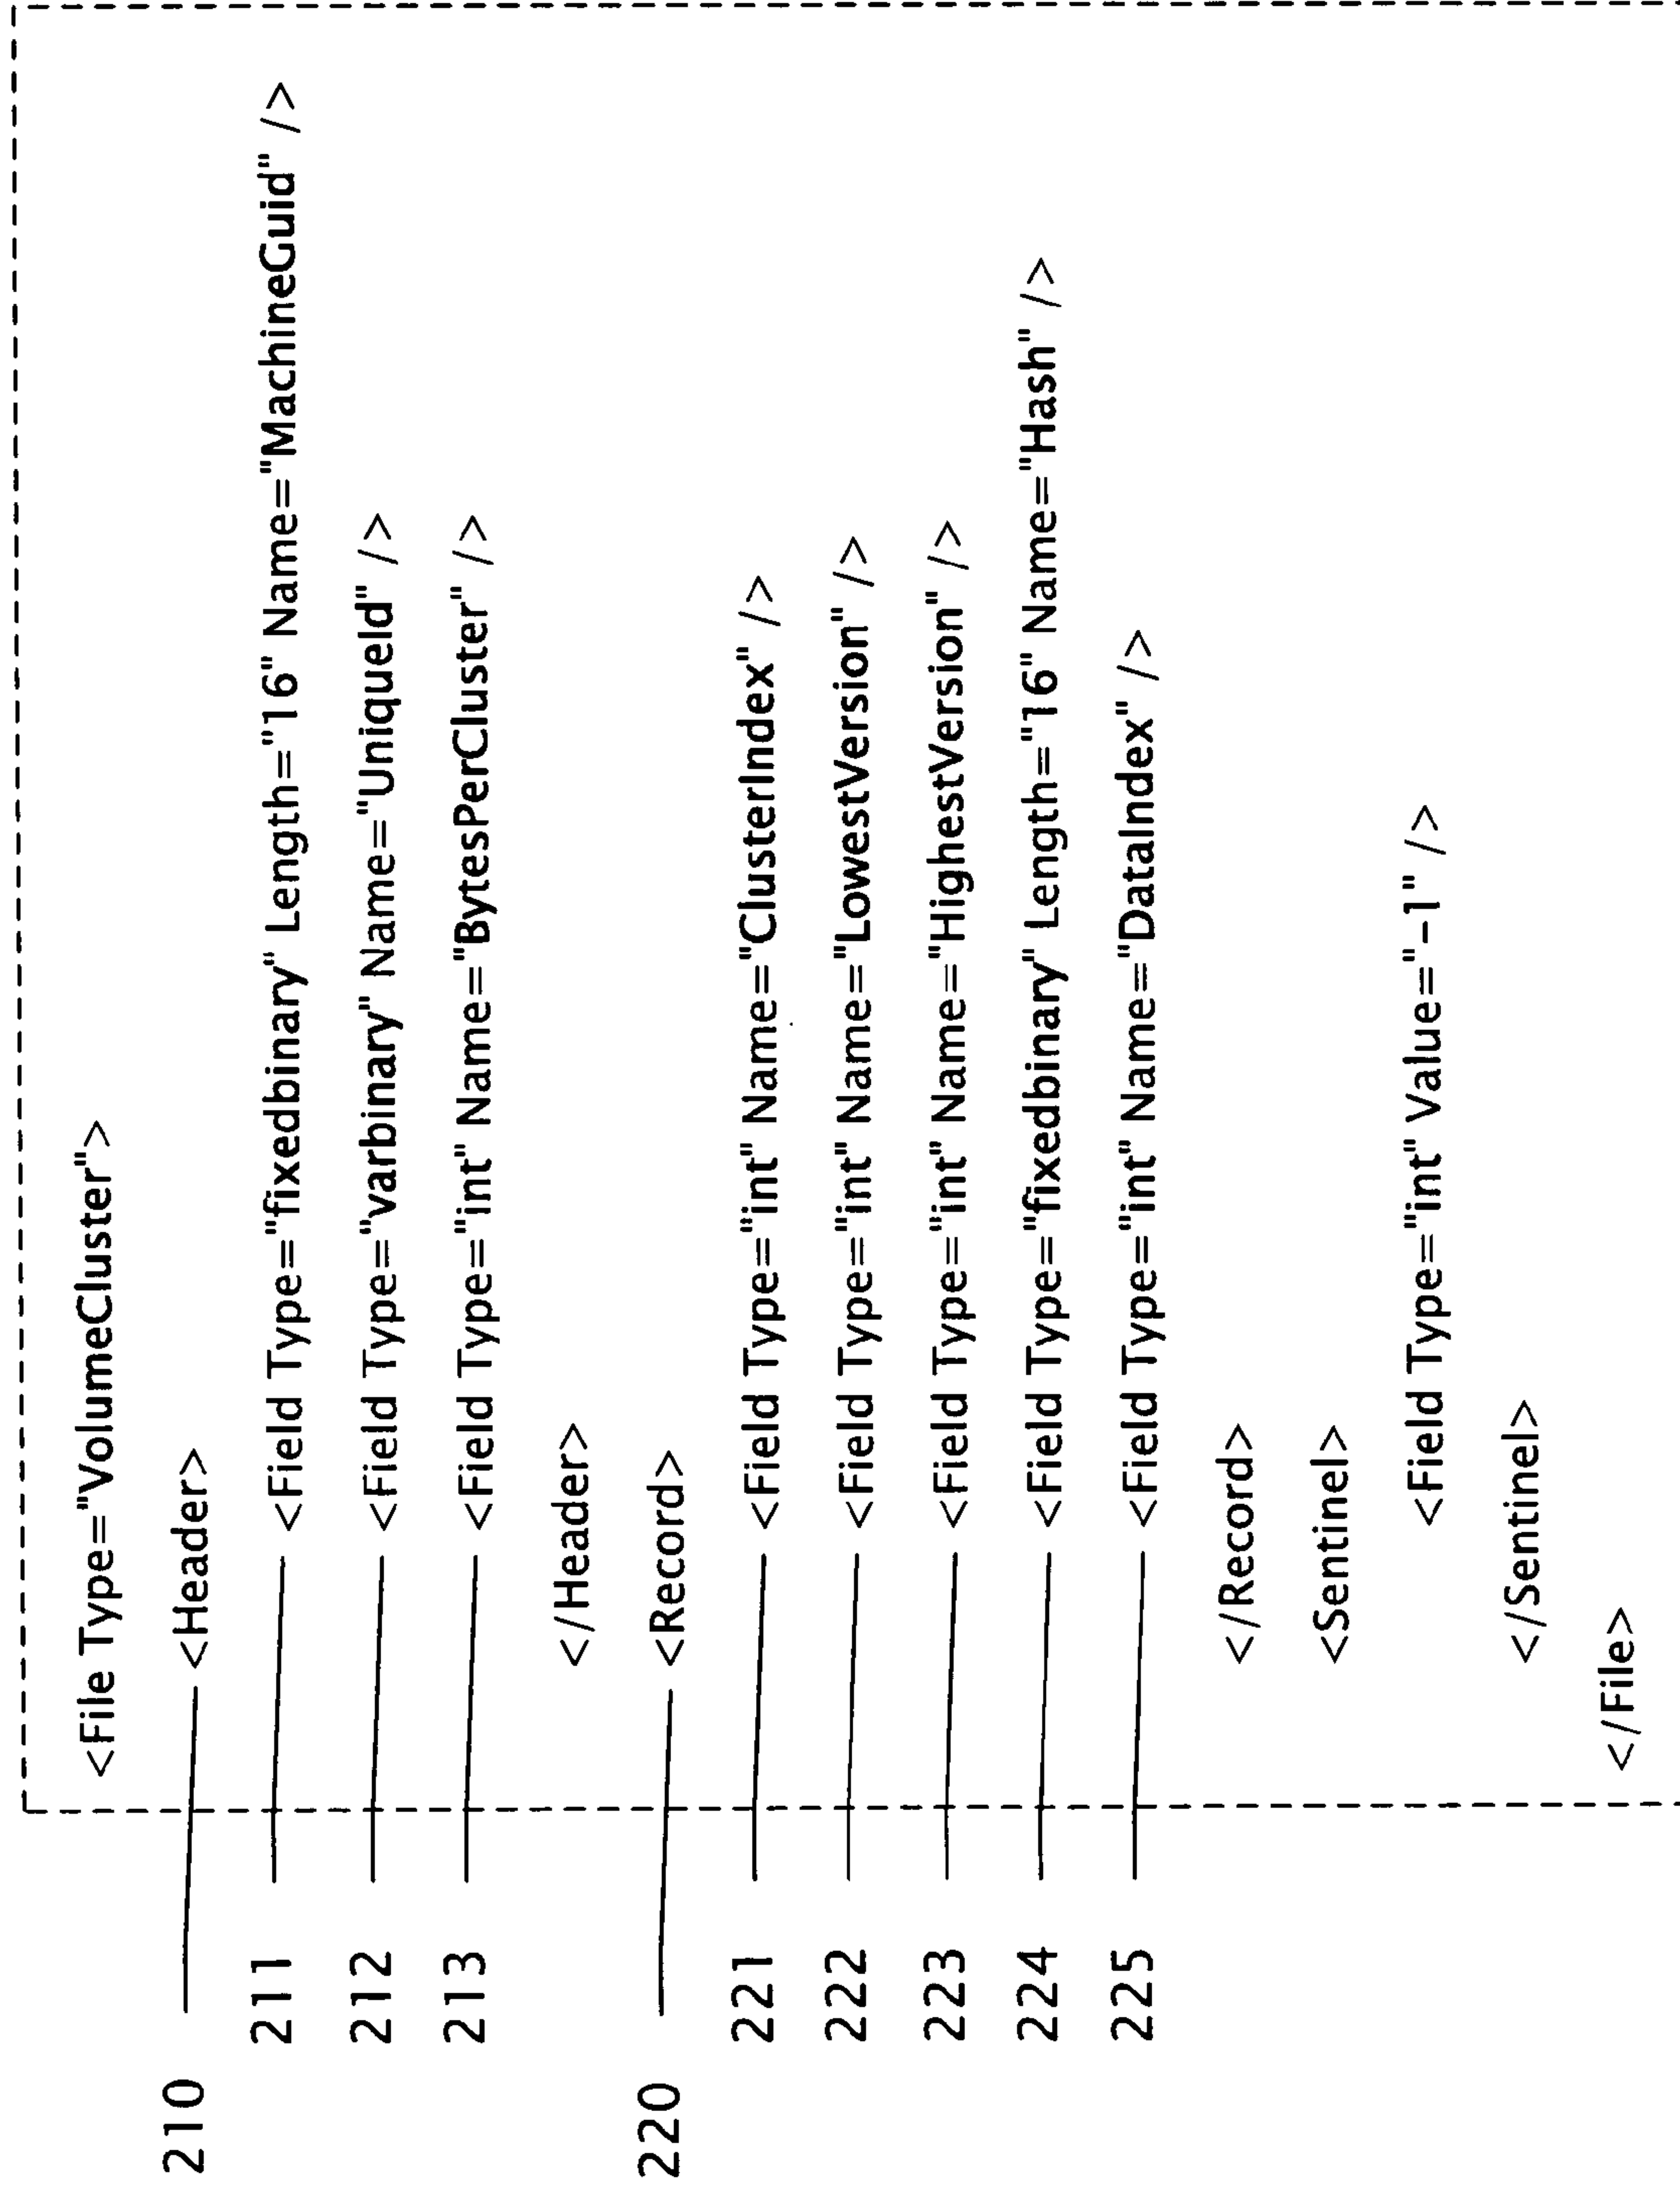 <File Type="VolumeCluster">
210 <Header>
211 <Field Type="fixedbinary" Length="16" Name="MachineGuid" />
212 <Field Type="varbinary" Name="UniqueId" />
213 <Field Type="int" Name="BytesPerCluster" />
</Header>
220 <Record>
221 <Field Type="int" Name="ClusterIndex" />
222 <Field Type="int" Name="LowestVersion" />
223 <Field Type="int" Name="HighestVersion" />
224 <Field Type="fixedbinary" Length="16" Name="Hash" />
225 <Field Type="int" Name="DataIndex" />
</Record>
<Sentinel>
<Field Type="int" Value="-1" />
</Sentinel>
</File>